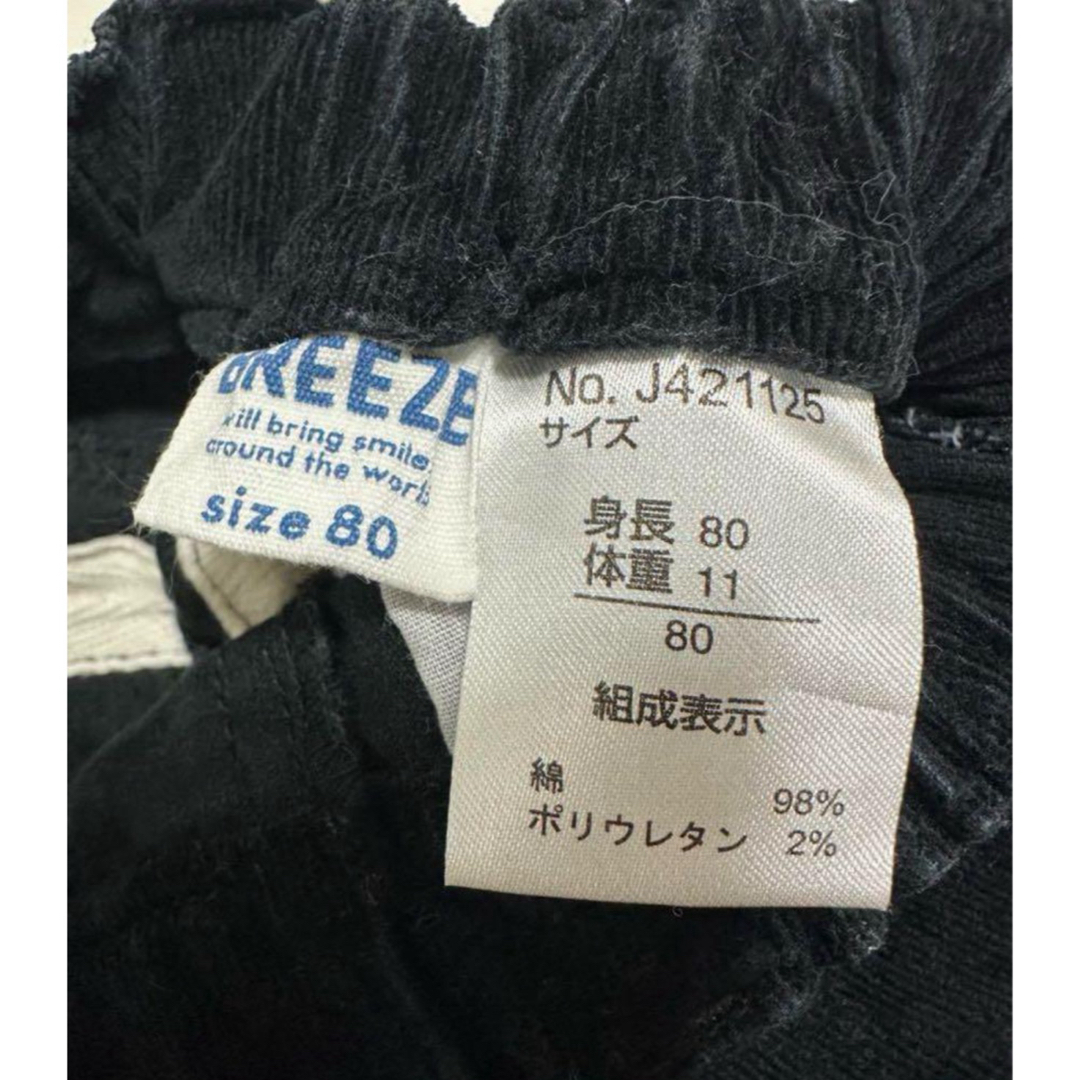 BREEZE
will bring smile
around the world
size 80
No. J421125
サイズ
身長 80
体重 11
80
組成表示
綿 98%
ポリウレタン 2%